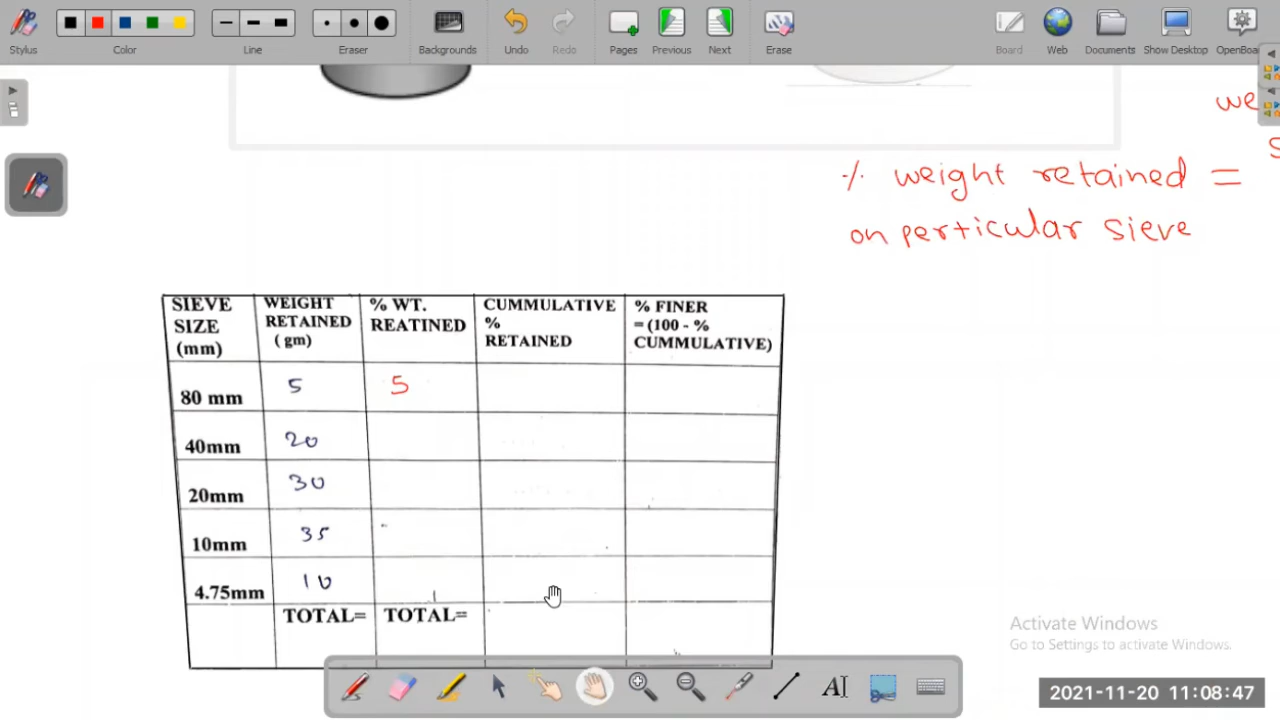 Stylus Color Line Eraser Backgrounds Undo Redo Pages Previous Next Erase Board Web Documents Show Desktop OpenBoa
we
% weight retained =
on perticular sieve
SIEVE SIZE (mm) WEIGHT RETAINED ( gm) % WT. REATINED CUMMULATIVE % RETAINED % FINER =(100 - % CUMMULATIVE)
80 mm 5 5
40mm 20
20mm 30
10mm 35
4.75mm 10
TOTAL= TOTAL=
Activate Windows
Go to Settings to activate Windows.
AI
2021-11-20 11:08:47